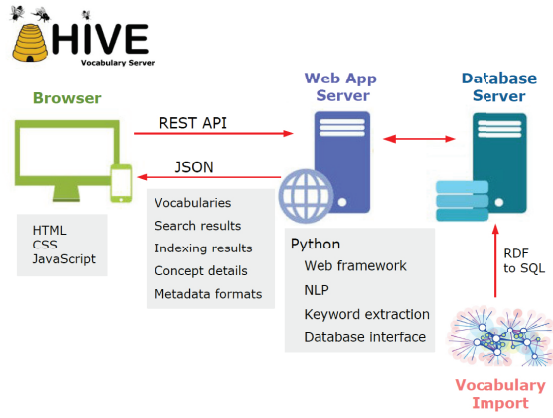 HIVE
Vocabulary Server
Browser
Web App
Server
Database
Server
REST API
JSON
HTML
CSS
JavaScript
Vocabularies
Search results
Indexing results
Concept details
Metadata formats
Python
Web framework
NLP
Keyword extraction
Database Interface
RDF
to SQL
Vocabulary
Import